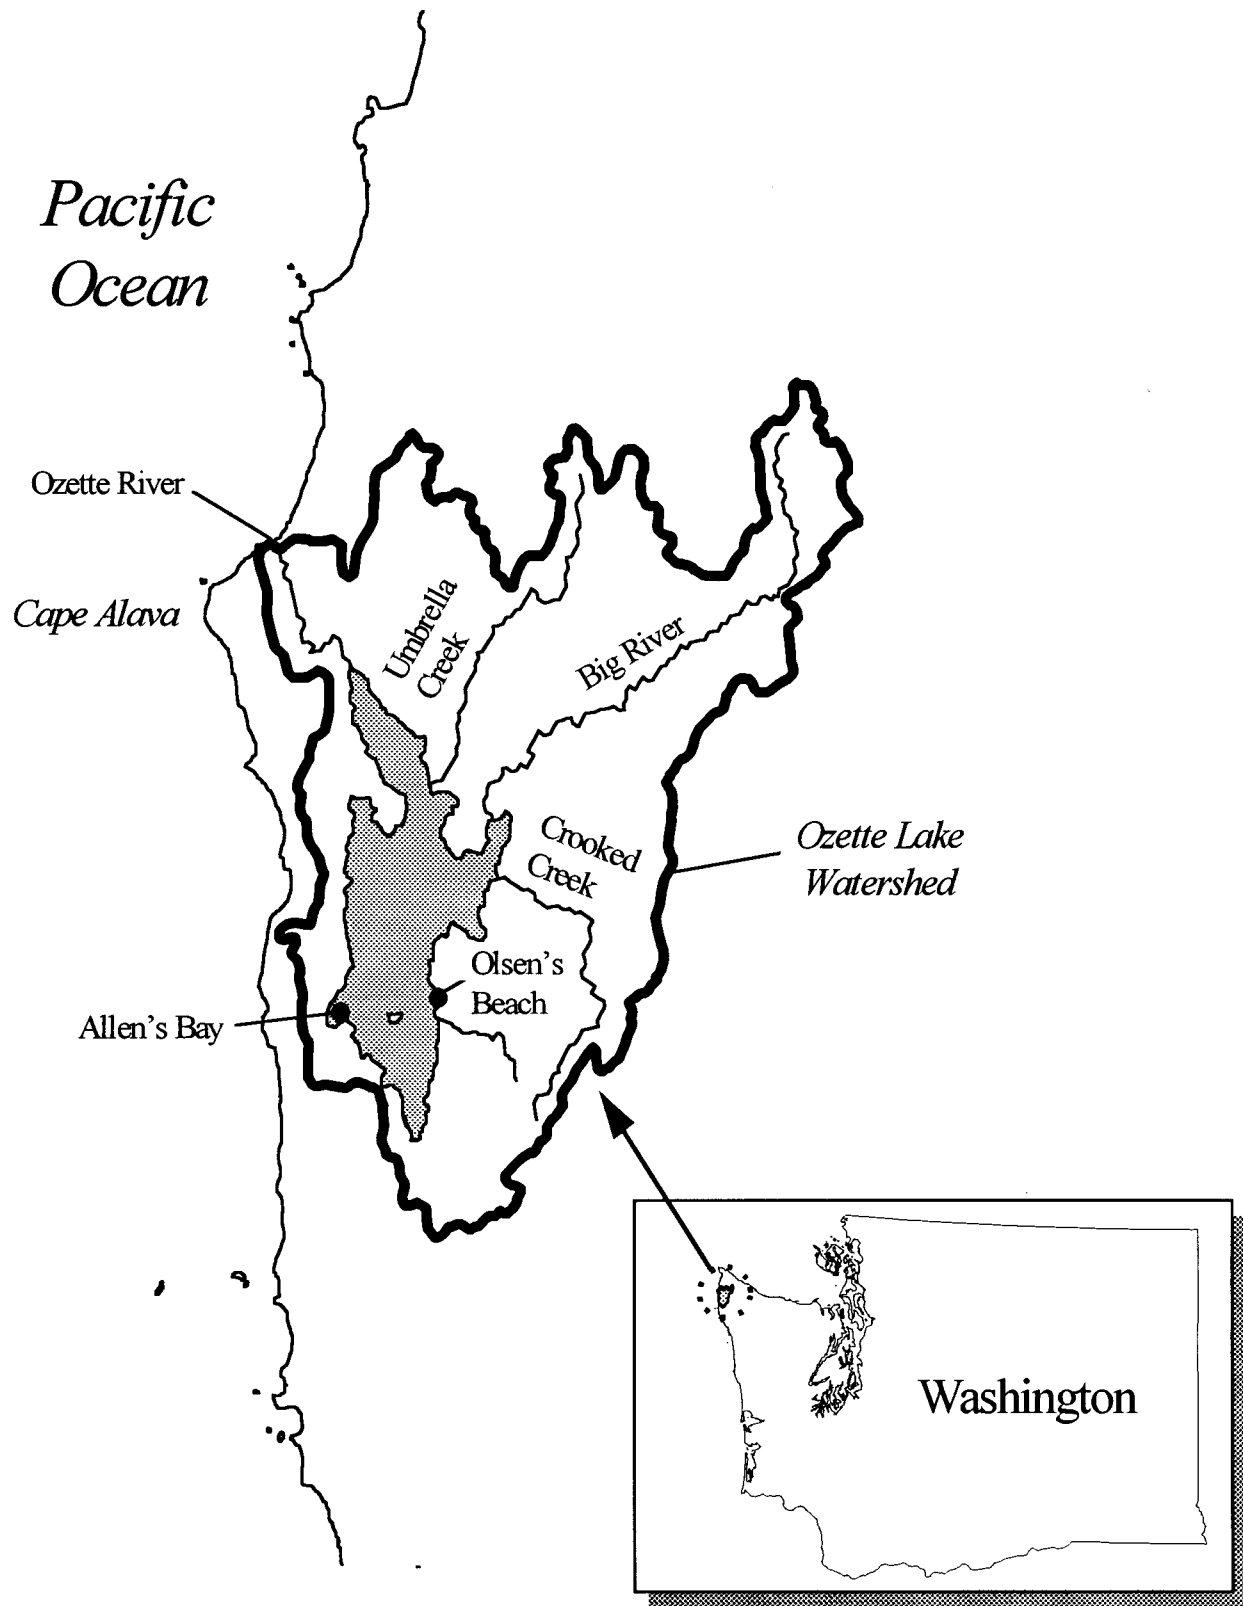 Pacific
Ocean
Ozette River
Cape Alava
Umbrella
Creek
Big River
Crooked
Creek
Ozette Lake
Watershed
Olsen's
Beach
Allen's Bay
Washington